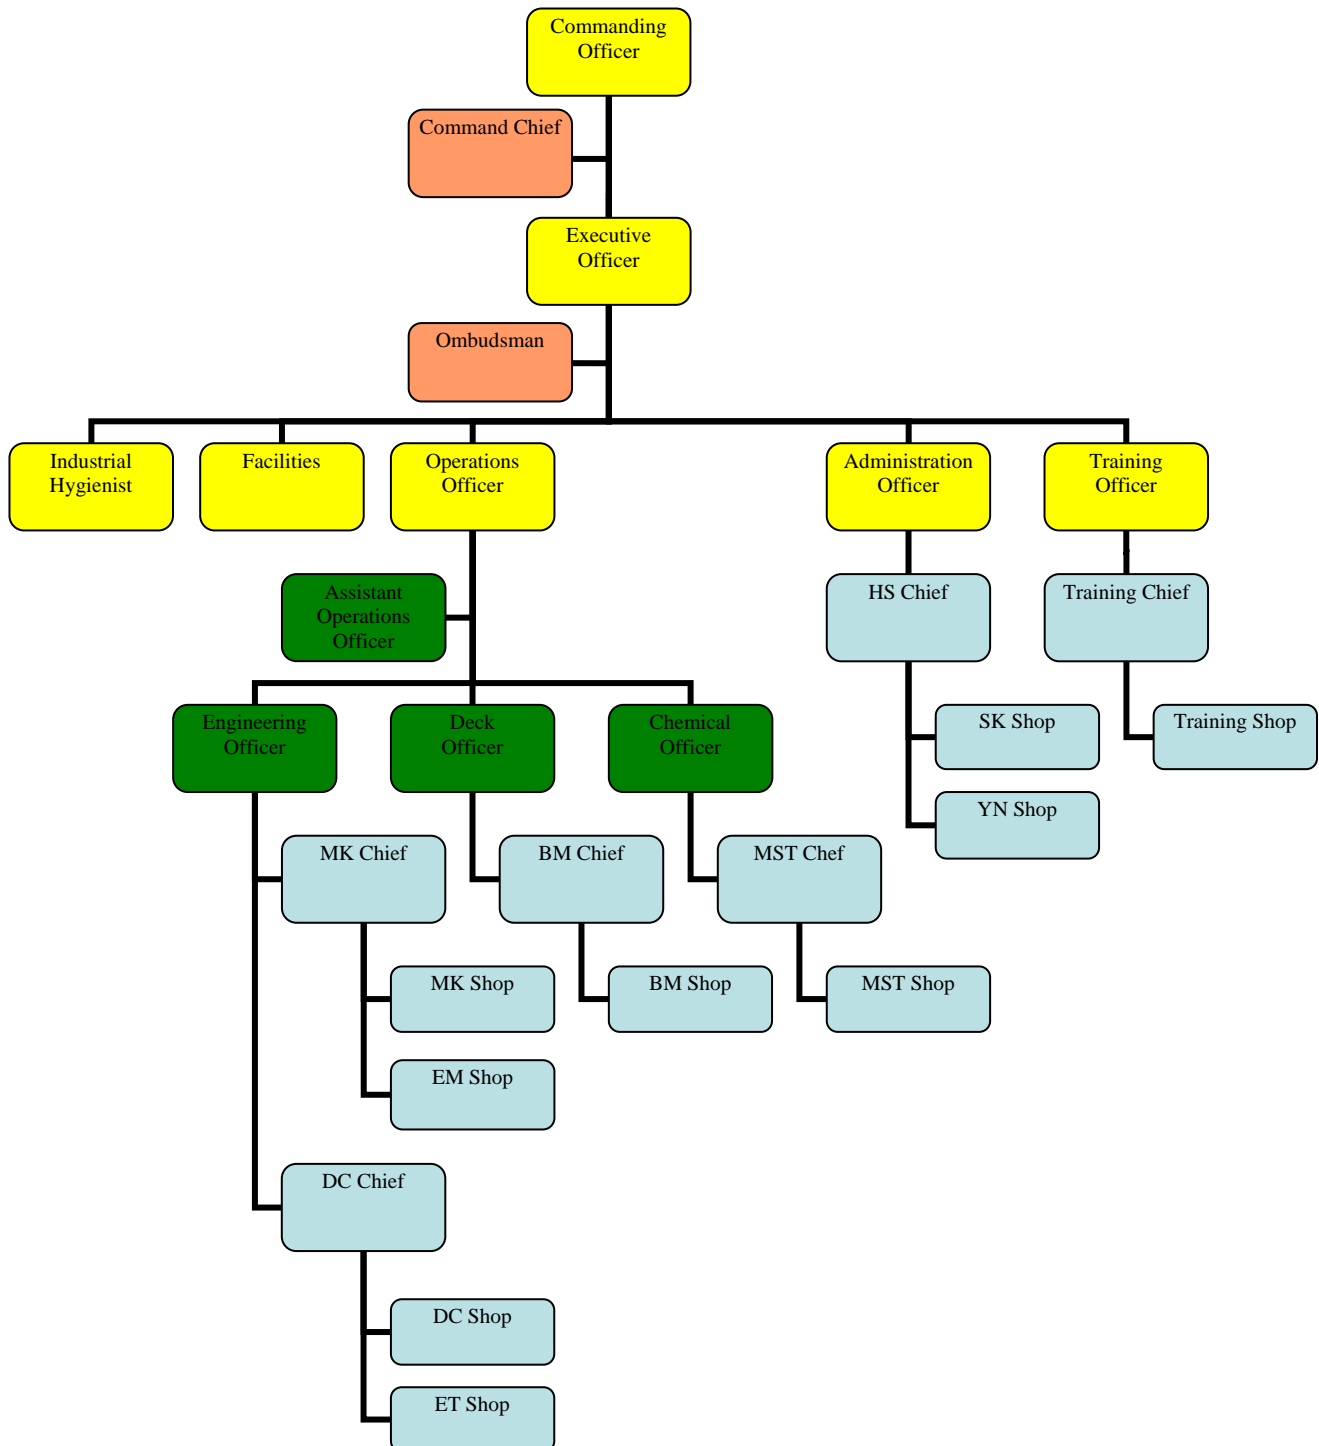 Commanding
Officer
Command Chief
Executive
Officer
Ombudsman
Industrial
Hygienist
Facilities
Operations
Officer
Administration
Officer
Training
Officer
Assistant
Operations
Officer
HS Chief
Training Chief
Engineering
Officer
Deck
Officer
Chemical
Officer
SK Shop
Training Shop
YN Shop
MK Chief
BM Chief
MST Chef
MK Shop
BM Shop
MST Shop
EM Shop
DC Chief
DC Shop
ET Shop